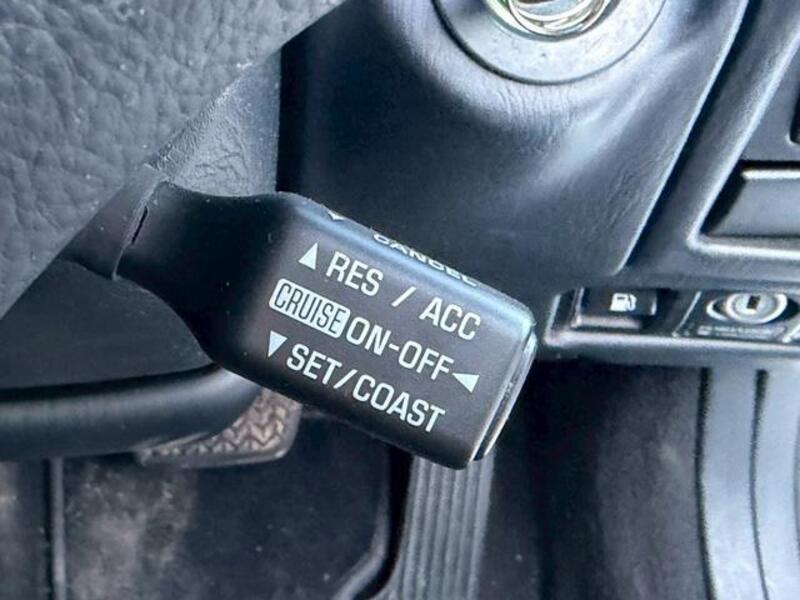 CANCEL
▲RES / ACC
CRUISE ON-OFF◀
▼SET/COAST